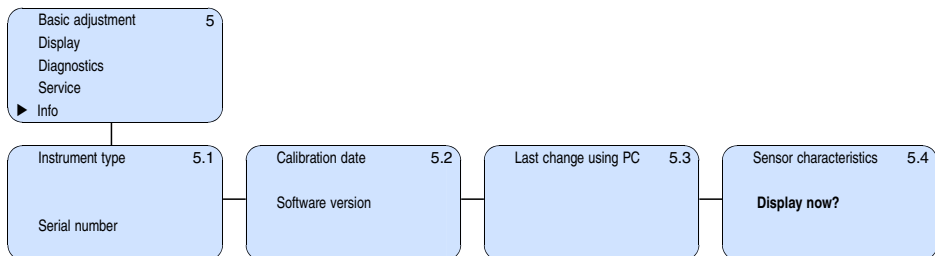 Basic adjustment 5
Display
Diagnostics
Service
▶ Info
Instrument type 5.1
Serial number
Calibration date 5.2
Software version
Last change using PC 5.3
Sensor characteristics 5.4
Display now?